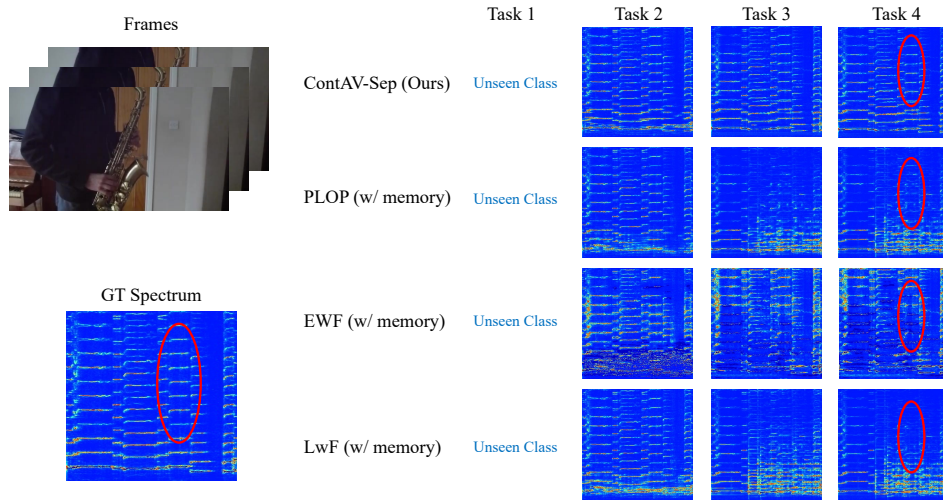 Frames
Task 1
Task 2
Task 3
Task 4
ContAV-Sep (Ours)
Unseen Class
PLOP (w/ memory)
Unseen Class
GT Spectrum
EWF (w/ memory)
Unseen Class
LwF (w/ memory)
Unseen Class